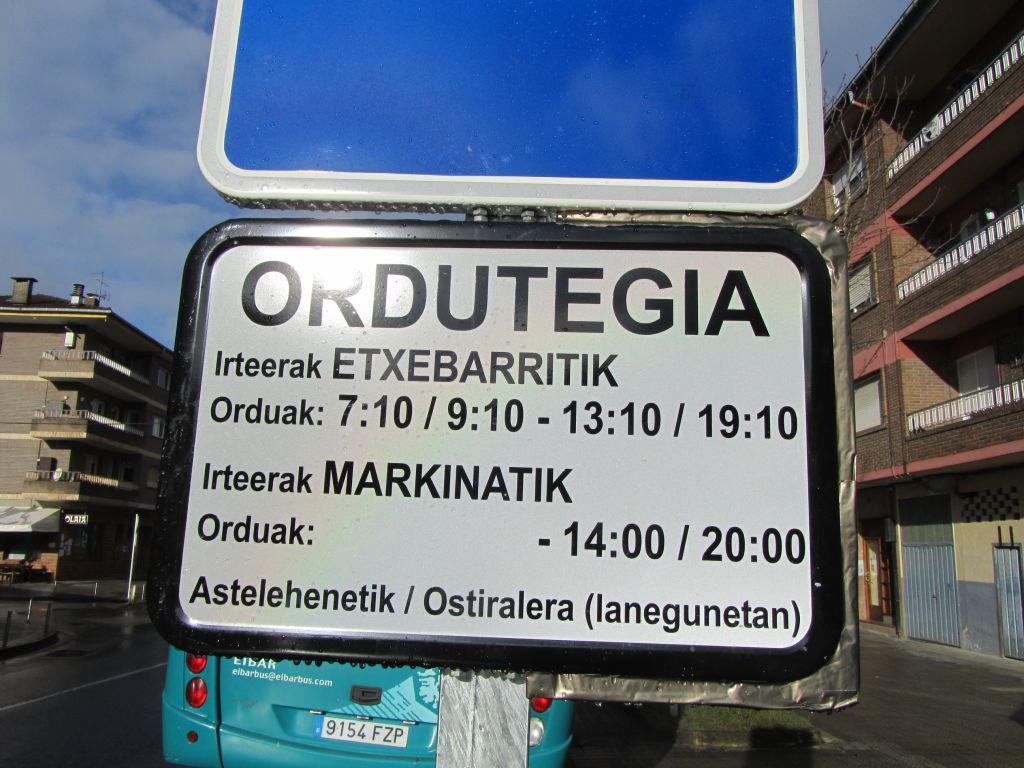 ORDUTEGIA
Irteerak ETXEBARRITIK
Orduak: 7:10 / 9:10 - 13:10 / 19:10
Irteerak MARKINATIK
Orduak: - 14:00 / 20:00
Astelehenetik / Ostiralera (lanegunetan)
OLAIA
EIBAR
eibarbus@eibarbus.com
9154 FZP